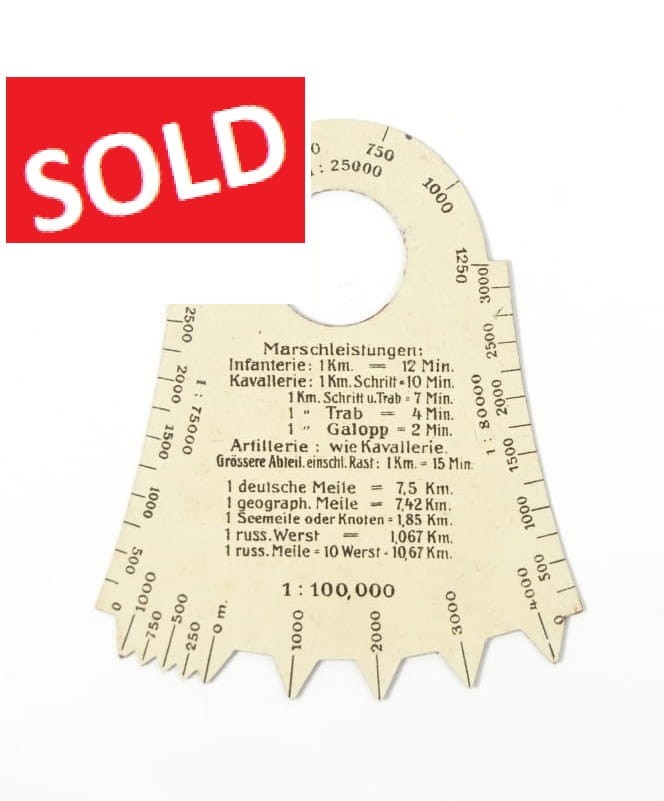 SOLD
0 750
: 25000
1000
1250
3000
2500
2000
1500
1000
500
0
1 : 80000
2500
2000
1500
1000
500
0
1 : 75000
Marschleistungen:
Infanterie: 1 Km. = 12 Min.
Kavallerie: 1 Km. Schritt = 10 Min.
1 Km. Schritt u. Trab = 7 Min.
1 " Trab = 4 Min.
1 " Galopp = 2 Min.
Artillerie : wie Kavallerie.
Grössere Abteil. einschl. Rast: 1 Km. = 15 Min.
1 deutsche Meile = 7,5 Km.
1 geograph. Meile = 7,42 Km.
1 Seemeile oder Knoten = 1,85 Km.
1 russ. Werst = 1,067 Km.
1 russ. Meile = 10 Werst = 10,67 Km.
1 : 100,000
1000 750 500 250 0 m. 1000 2000 3000 4000